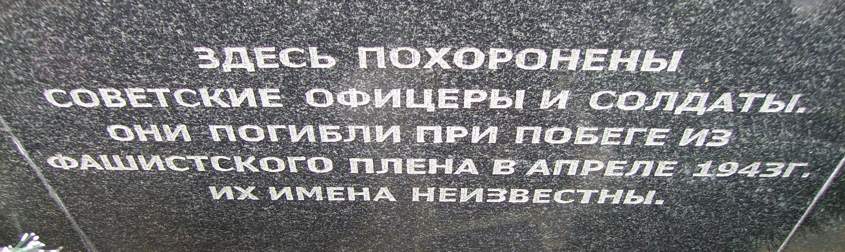 ЗДЕСЬ ПОХОРОНЕНЫ
СОВЕТСКИЕ ОФИЦЕРЫ И СОЛДАТЫ.
ОНИ ПОГИБЛИ ПРИ ПОБЕГЕ ИЗ
ФАШИСТСКОГО ПЛЕНА В АПРЕЛЕ 1943Г.
ИХ ИМЕНА НЕИЗВЕСТНЫ.